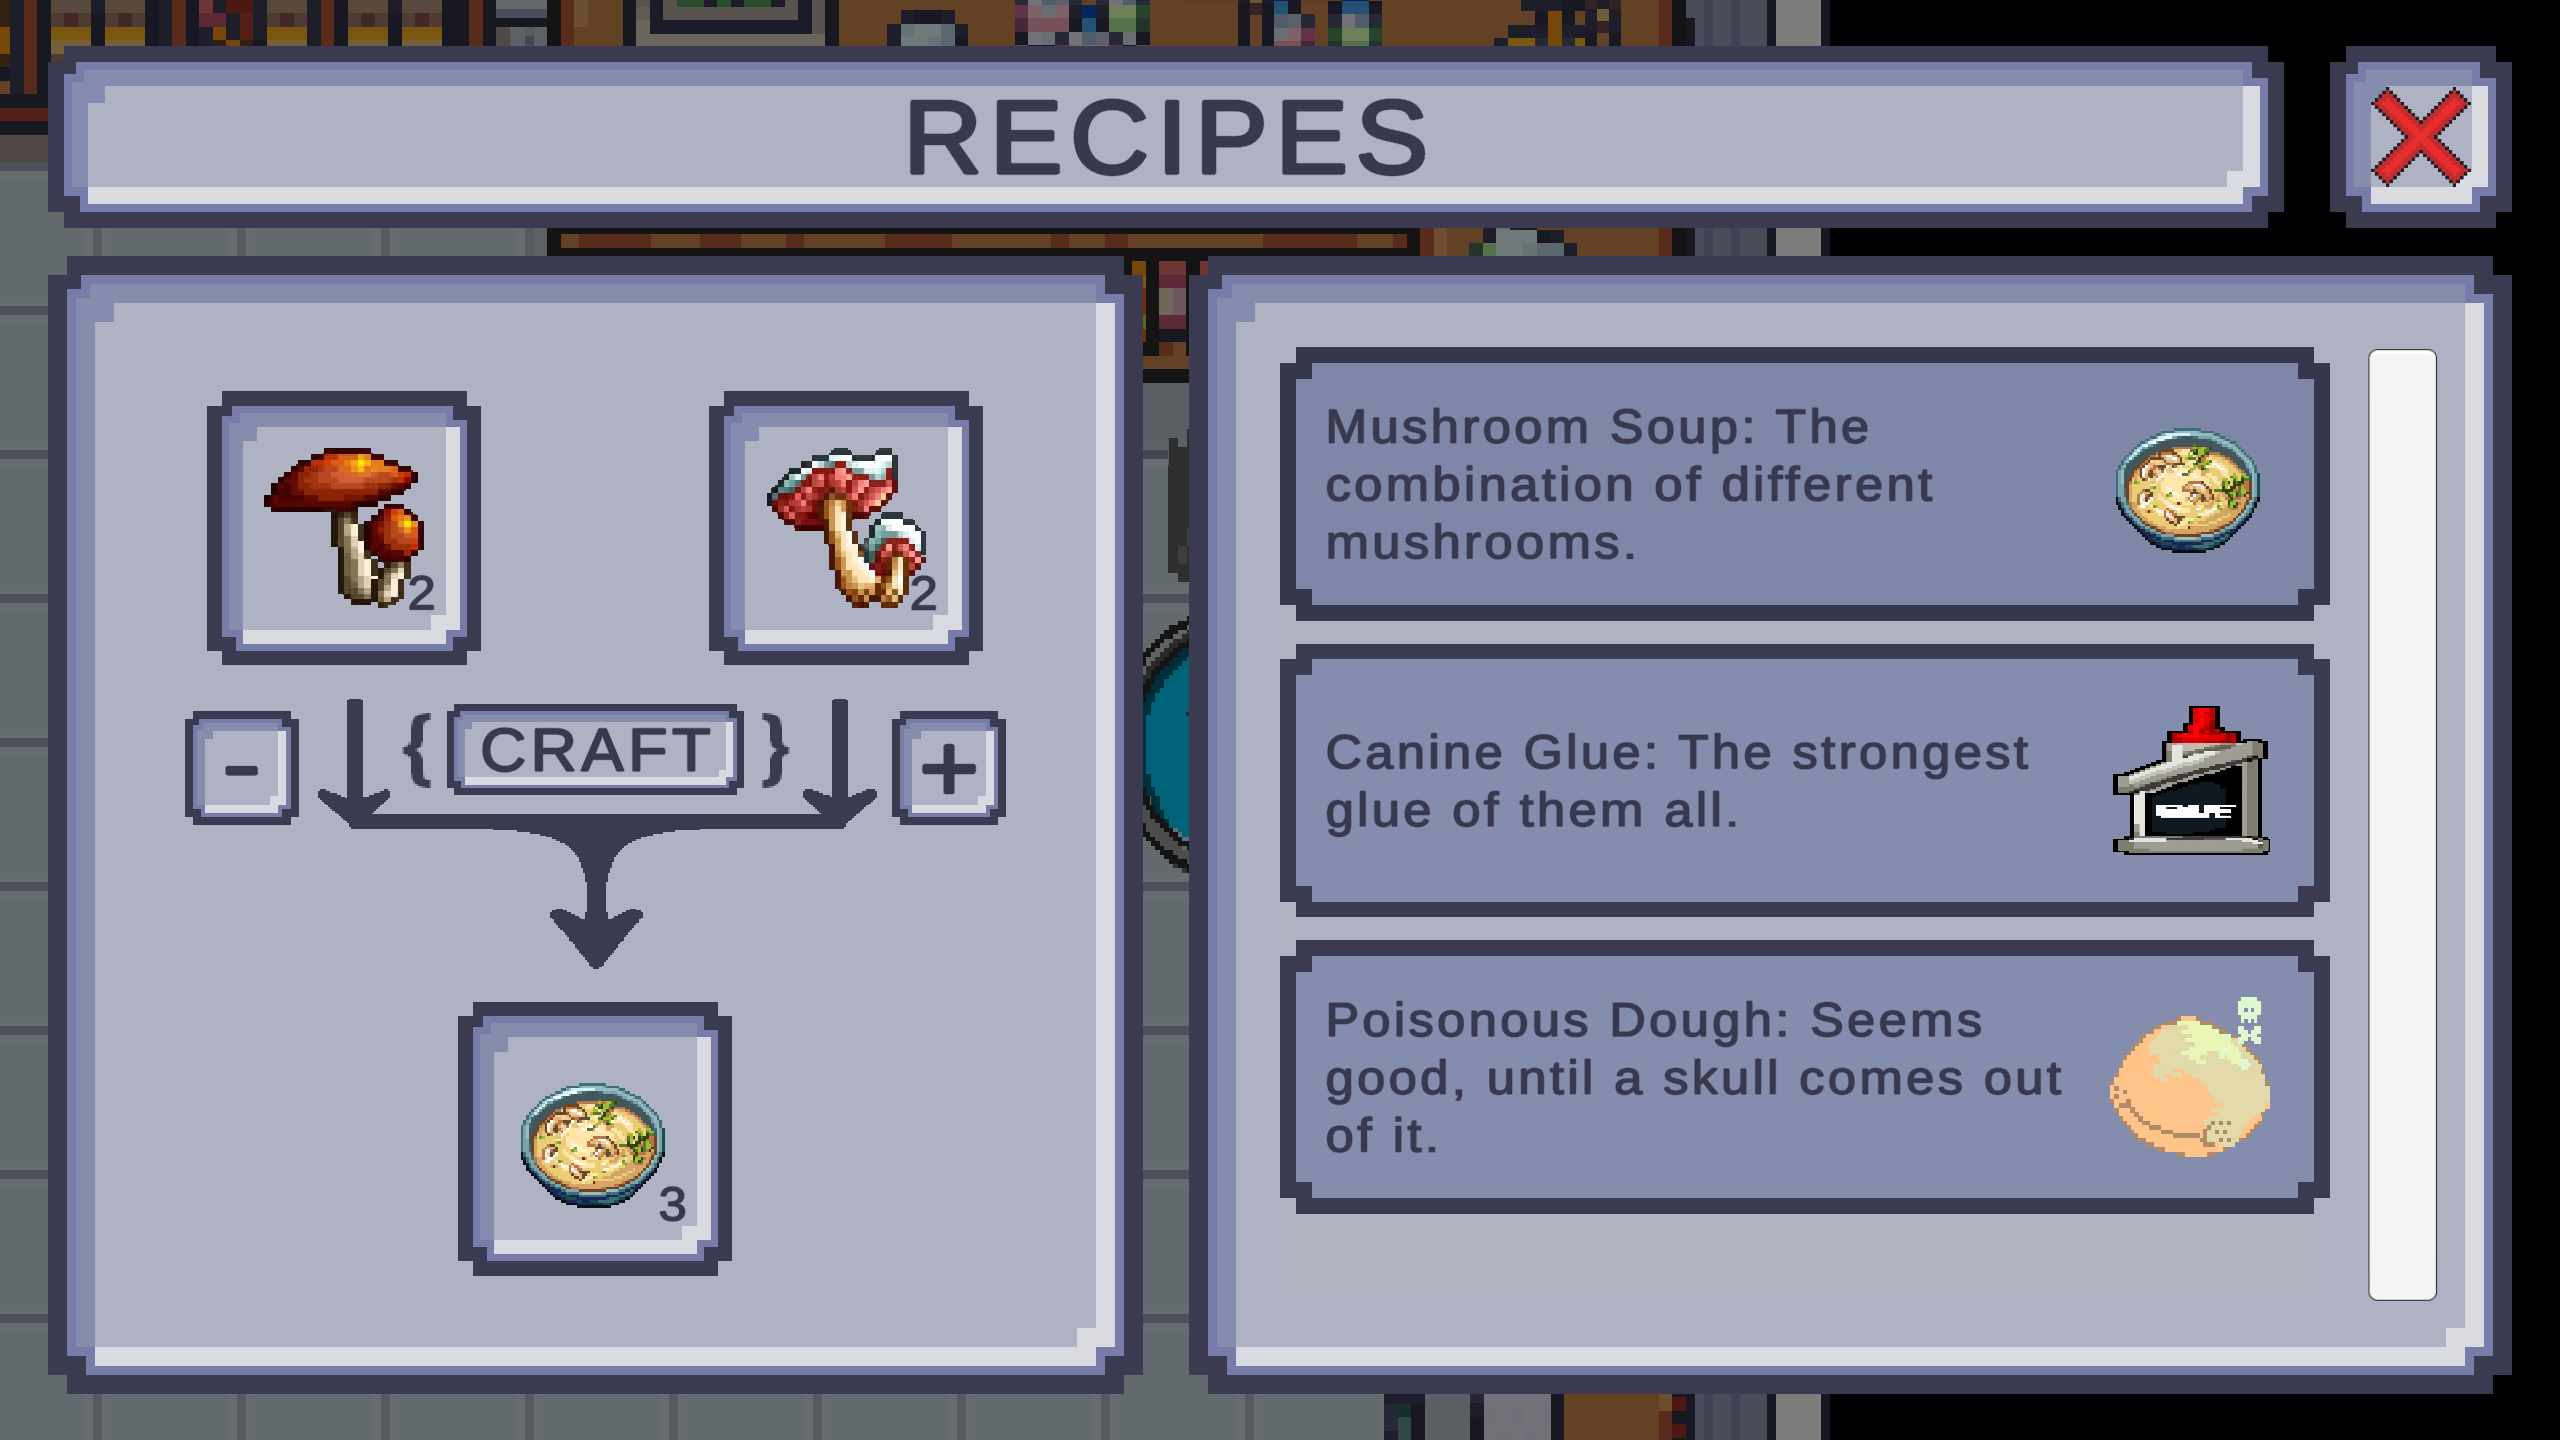 RECIPES
2
2
-
{ CRAFT }
+
3
Mushroom Soup: The
combination of different
mushrooms.
Canine Glue: The strongest
glue of them all.
GLUE
Poisonous Dough: Seems
good, until a skull comes out
of it.